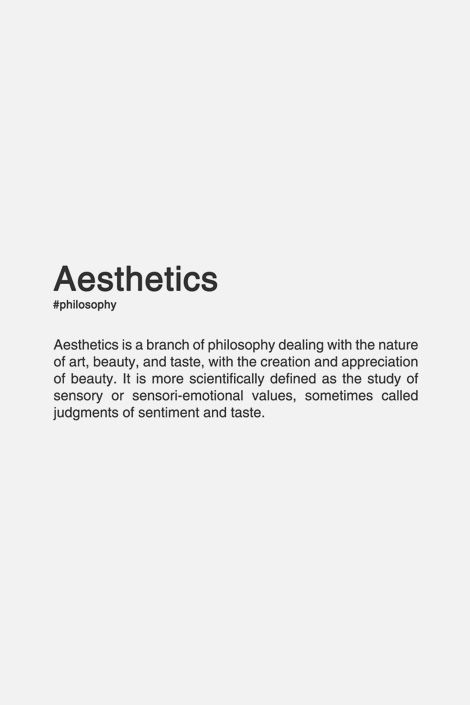 Aesthetics
#philosophy
Aesthetics is a branch of philosophy dealing with the nature
of art, beauty, and taste, with the creation and appreciation
of beauty. It is more scientifically defined as the study of
sensory or sensori-emotional values, sometimes called
judgments of sentiment and taste.